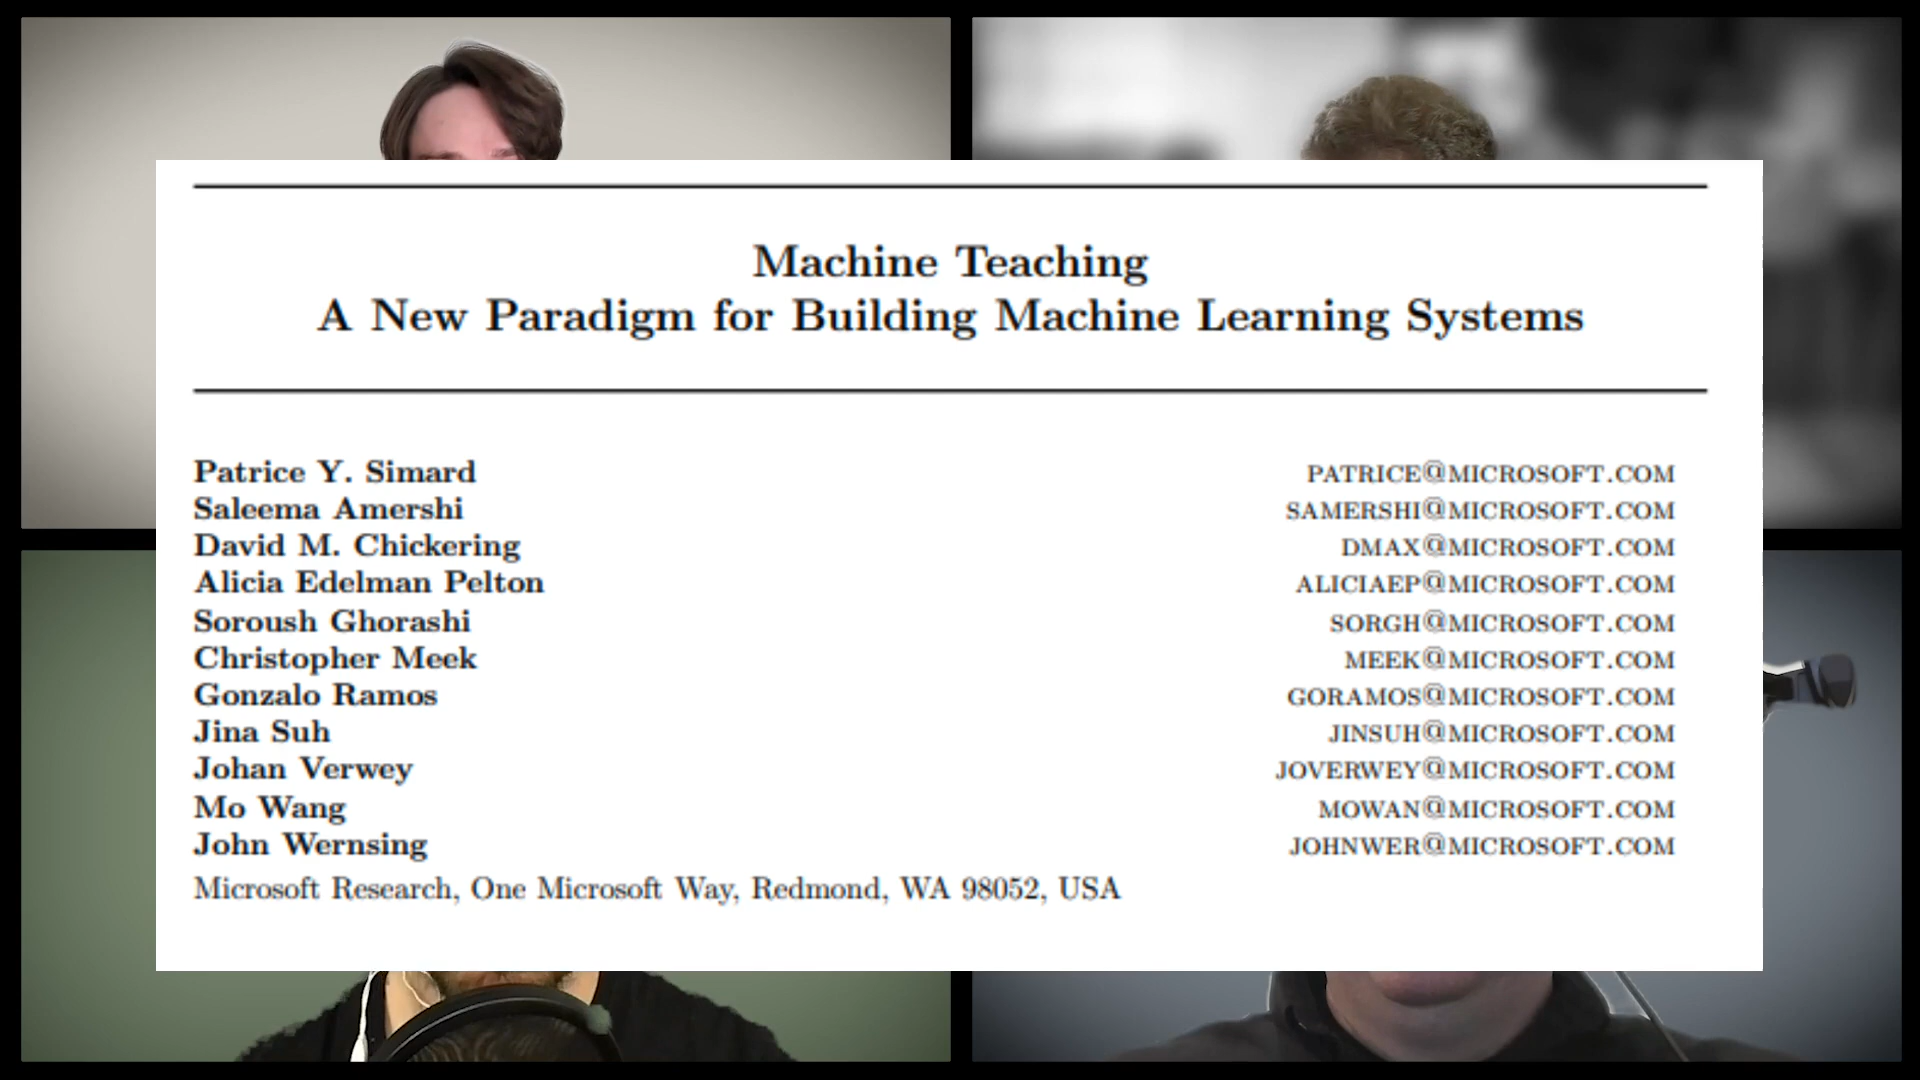 Machine Teaching
A New Paradigm for Building Machine Learning Systems
Patrice Y. Simard PATRICE@MICROSOFT.COM
Saleema Amershi SAMERSHI@MICROSOFT.COM
David M. Chickering DMAX@MICROSOFT.COM
Alicia Edelman Pelton ALICIAEP@MICROSOFT.COM
Soroush Ghorashi SORGH@MICROSOFT.COM
Christopher Meek MEEK@MICROSOFT.COM
Gonzalo Ramos GORAMOS@MICROSOFT.COM
Jina Suh JINSUH@MICROSOFT.COM
Johan Verwey JOVERWEY@MICROSOFT.COM
Mo Wang MOWAN@MICROSOFT.COM
John Wernsing JOHNWER@MICROSOFT.COM
Microsoft Research, One Microsoft Way, Redmond, WA 98052, USA